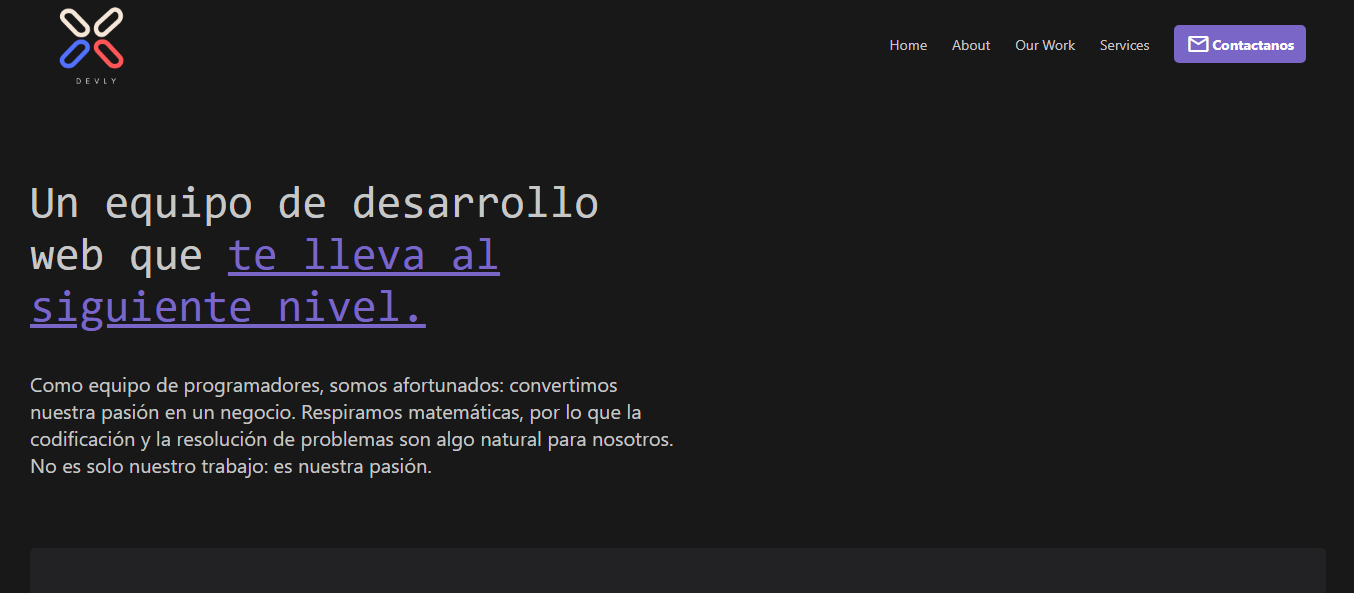 DEVLY
Home
About
Our Work
Services
Contactanos
Un equipo de desarrollo
web que te lleva al
siguiente nivel.
Como equipo de programadores, somos afortunados: convertimos
nuestra pasión en un negocio. Respiramos matemáticas, por lo que la
codificación y la resolución de problemas son algo natural para nosotros.
No es solo nuestro trabajo: es nuestra pasión.